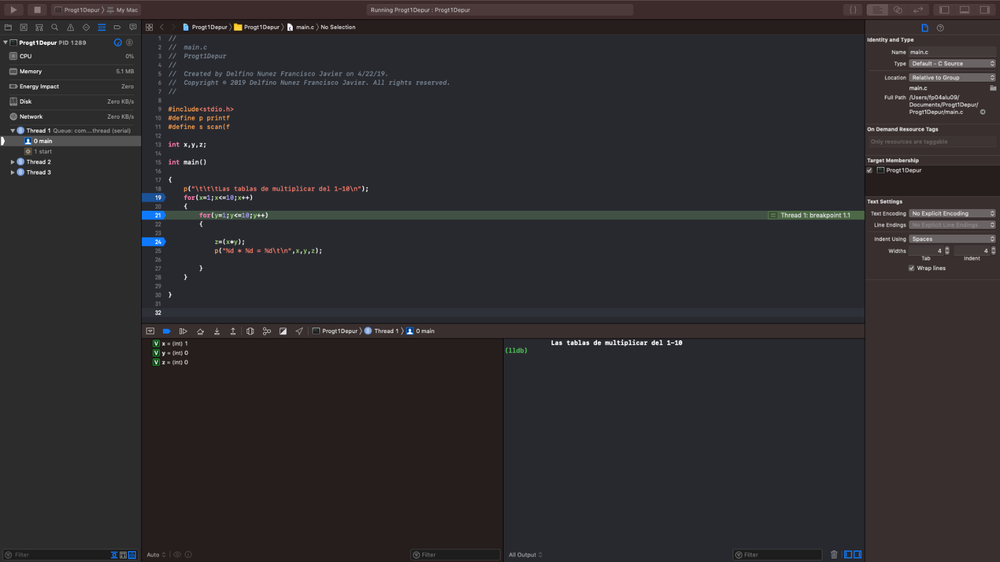 Progt1Depur 〉 My Mac
Running Progt1Depur : Progt1Depur
Progt1Depur PID 1289
CPU 0%
Memory 5.1 MB
Energy Impact Zero
Disk Zero KB/s
Network Zero KB/s
Thread 1 Queue: com....thread (serial)
0 main
1 start
Thread 2
Thread 3
Filter
Progt1Depur 〉 Progt1Depur 〉 main.c 〉 No Selection
1 //
2 //  main.c
3 //  Progt1Depur
4 //
5 //  Created by Delfino Nunez Francisco Javier on 4/22/19.
6 //  Copyright © 2019 Delfino Nunez Francisco Javier. All rights reserved.
7 //
8
9 #include<stdio.h>
10 #define p printf
11 #define s scan(f
12
13 int x,y,z;
14
15 int main()
16
17 {
18     p("\t\t\tLas tablas de multiplicar del 1-10\n");
19     for(x=1;x<=10;x++)
20     {
21         for(y=1;y<=10;y++) = Thread 1: breakpoint 1.1
22         {
23
24             z=(x*y);
25             p("%d * %d = %d\t\n",x,y,z);
26
27         }
28     }
29
30 }
31
32
Progt1Depur 〉 Thread 1 〉 0 main
V x = (int) 1
V y = (int) 0
V z = (int) 0
Auto
Filter
Las tablas de multiplicar del 1-10
(lldb)
All Output
Filter
Identity and Type
Name main.c
Type Default - C Source
Location Relative to Group
main.c
Full Path /Users/fp04alu09/
Documents/Progt1Depur/
Progt1Depur/main.c
On Demand Resource Tags
Only resources are taggable
Target Membership
Progt1Depur
Text Settings
Text Encoding No Explicit Encoding
Line Endings No Explicit Line Endings
Indent Using Spaces
Widths 4 4
Tab Indent
Wrap lines